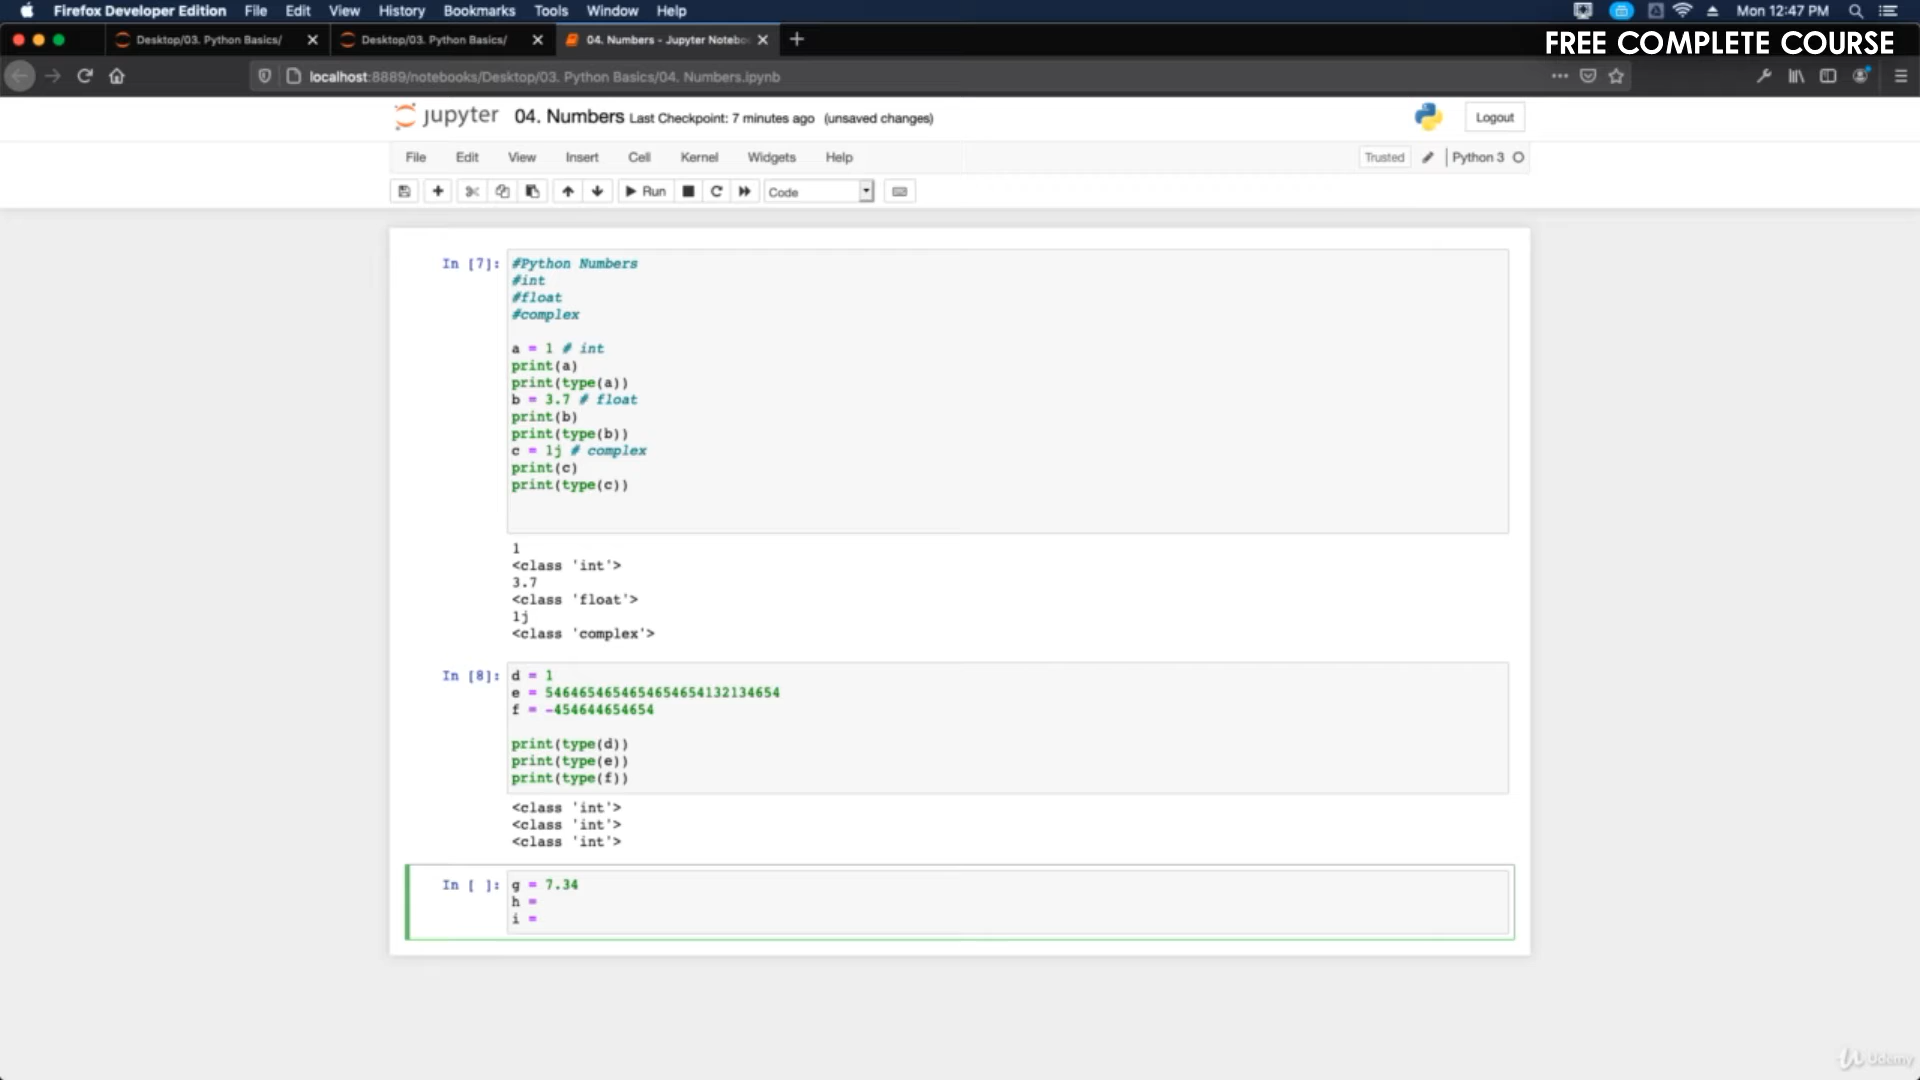 Firefox Developer Edition File Edit View History Bookmarks Tools Window Help Mon 12:47 PM
Desktop/03. Python Basics/ Desktop/03. Python Basics/ 04. Numbers - Jupyter Notebo
FREE COMPLETE COURSE
localhost:8889/notebooks/Desktop/03. Python Basics/04. Numbers.ipynb
jupyter 04. Numbers Last Checkpoint: 7 minutes ago (unsaved changes) Logout
File Edit View Insert Cell Kernel Widgets Help Trusted Python 3
Run Code
In [7]: #Python Numbers
#int
#float
#complex
a = 1 # int
print(a)
print(type(a))
b = 3.7 # float
print(b)
print(type(b))
c = 1j # complex
print(c)
print(type(c))
1
<class 'int'>
3.7
<class 'float'>
1j
<class 'complex'>
In [8]: d = 1
e = 5464654654654654654132134654
f = -454644654654
print(type(d))
print(type(e))
print(type(f))
<class 'int'>
<class 'int'>
<class 'int'>
In [ ]: g = 7.34
h =
i =
Udemy